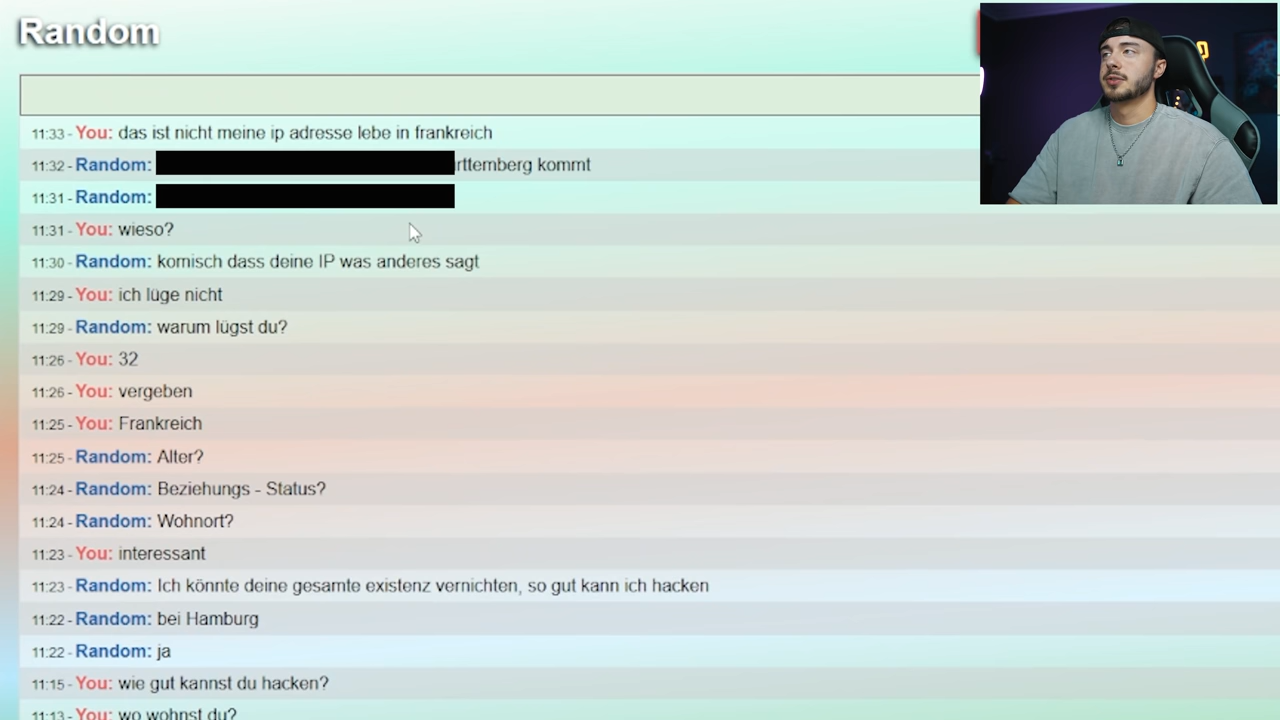 Random
11:33 - You: das ist nicht meine ip adresse lebe in frankreich
11:32 - Random: rttemberg kommt
11:31 - Random:
11:31 - You: wieso?
11:30 - Random: komisch dass deine IP was anderes sagt
11:29 - You: ich lüge nicht
11:29 - Random: warum lügst du?
11:26 - You: 32
11:26 - You: vergeben
11:25 - You: Frankreich
11:25 - Random: Alter?
11:24 - Random: Beziehungs - Status?
11:24 - Random: Wohnort?
11:23 - You: interessant
11:23 - Random: Ich könnte deine gesamte existenz vernichten, so gut kann ich hacken
11:22 - Random: bei Hamburg
11:22 - Random: ja
11:15 - You: wie gut kannst du hacken?
11:13 - You: wo wohnst du?